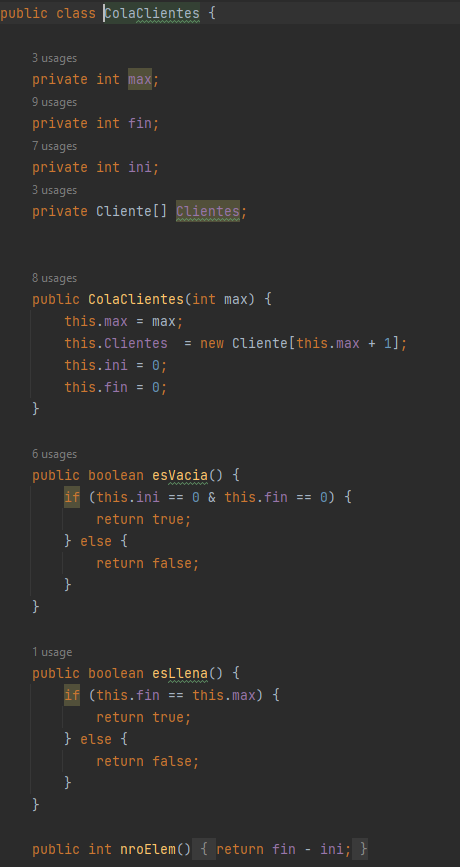 public class ColaClientes {
3 usages
private int max;
9 usages
private int fin;
7 usages
private int ini;
3 usages
private Cliente[] Clientes;
8 usages
public ColaClientes(int max) {
this.max = max;
this.Clientes  = new Cliente[this.max + 1];
this.ini = 0;
this.fin = 0;
}
6 usages
public boolean esVacia() {
if (this.ini == 0 & this.fin == 0) {
return true;
} else {
return false;
}
}
1 usage
public boolean esLlena() {
if (this.fin == this.max) {
return true;
} else {
return false;
}
}
public int nroElem() { return fin - ini; }